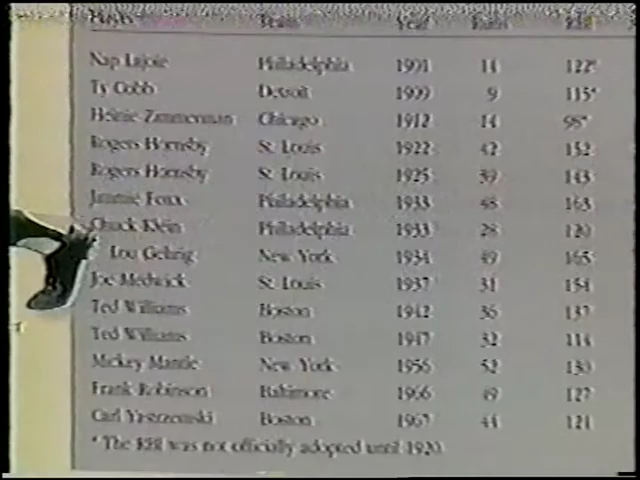 Player Team Year RBI
Nap Lajoie Philadelphia 1901 14 122*
Ty Cobb Detroit 1909 9 115*
Heinie Zimmerman Chicago 1912 14 98*
Rogers Hornsby St. Louis 1922 42 152
Rogers Hornsby St. Louis 1925 39 143
Jimmie Foxx Philadelphia 1933 48 163
Chuck Klein Philadelphia 1933 28 120
Lou Gehrig New York 1934 49 165
Joe Medwick St. Louis 1937 31 154
Ted Williams Boston 1942 36 137
Ted Williams Boston 1947 32 114
Mickey Mantle New York 1956 52 130
Frank Robinson Baltimore 1966 49 122
Carl Yastrzemski Boston 1967 44 121
* The RBI was not officially adopted until 1920.